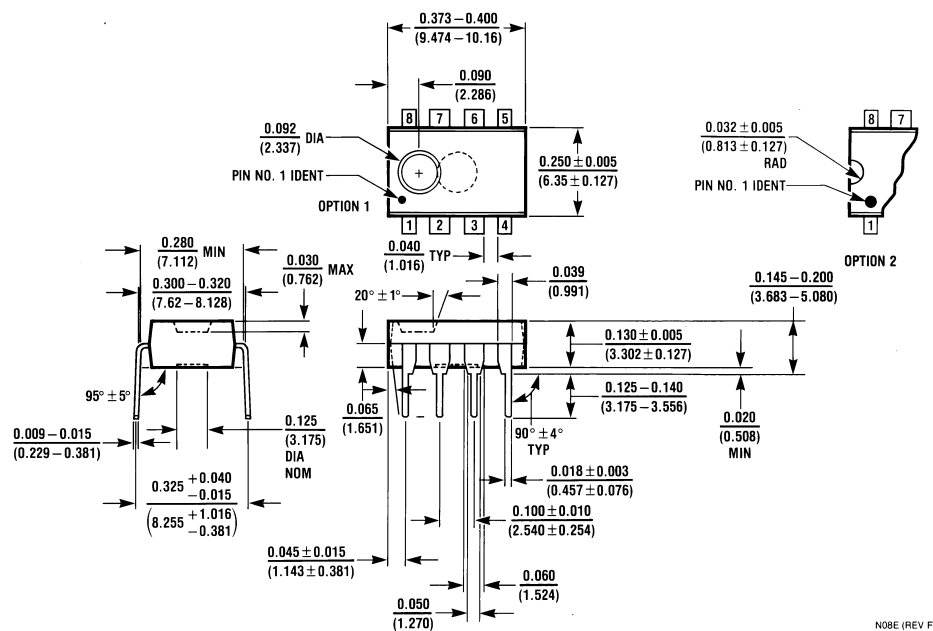 0.373 – 0.400
(9.474 – 10.16)
0.090
(2.286)
8 7 6 5
0.092 DIA
(2.337)
PIN NO. 1 IDENT
OPTION 1
1 2 3 4
0.250 ± 0.005
(6.35 ± 0.127)
0.032 ± 0.005
(0.813 ± 0.127)
RAD
PIN NO. 1 IDENT
8 7
1
OPTION 2
0.280 MIN
(7.112)
0.300 – 0.320
(7.62 – 8.128)
0.030 MAX
(0.762)
0.040 TYP
(1.016)
20° ± 1°
0.039
(0.991)
0.145 – 0.200
(3.683 – 5.080)
0.130 ± 0.005
(3.302 ± 0.127)
0.125 – 0.140
(3.175 – 3.556)
0.020
(0.508)
MIN
95° ± 5°
0.009 – 0.015
(0.229 – 0.381)
0.125
(3.175)
DIA
NOM
0.065
(1.651)
90° ± 4°
TYP
0.325 +0.040
–0.015
(8.255 +1.016
–0.381)
0.018 ± 0.003
(0.457 ± 0.076)
0.100 ± 0.010
(2.540 ± 0.254)
0.045 ± 0.015
(1.143 ± 0.381)
0.060
(1.524)
0.050
(1.270)
N08E (REV F